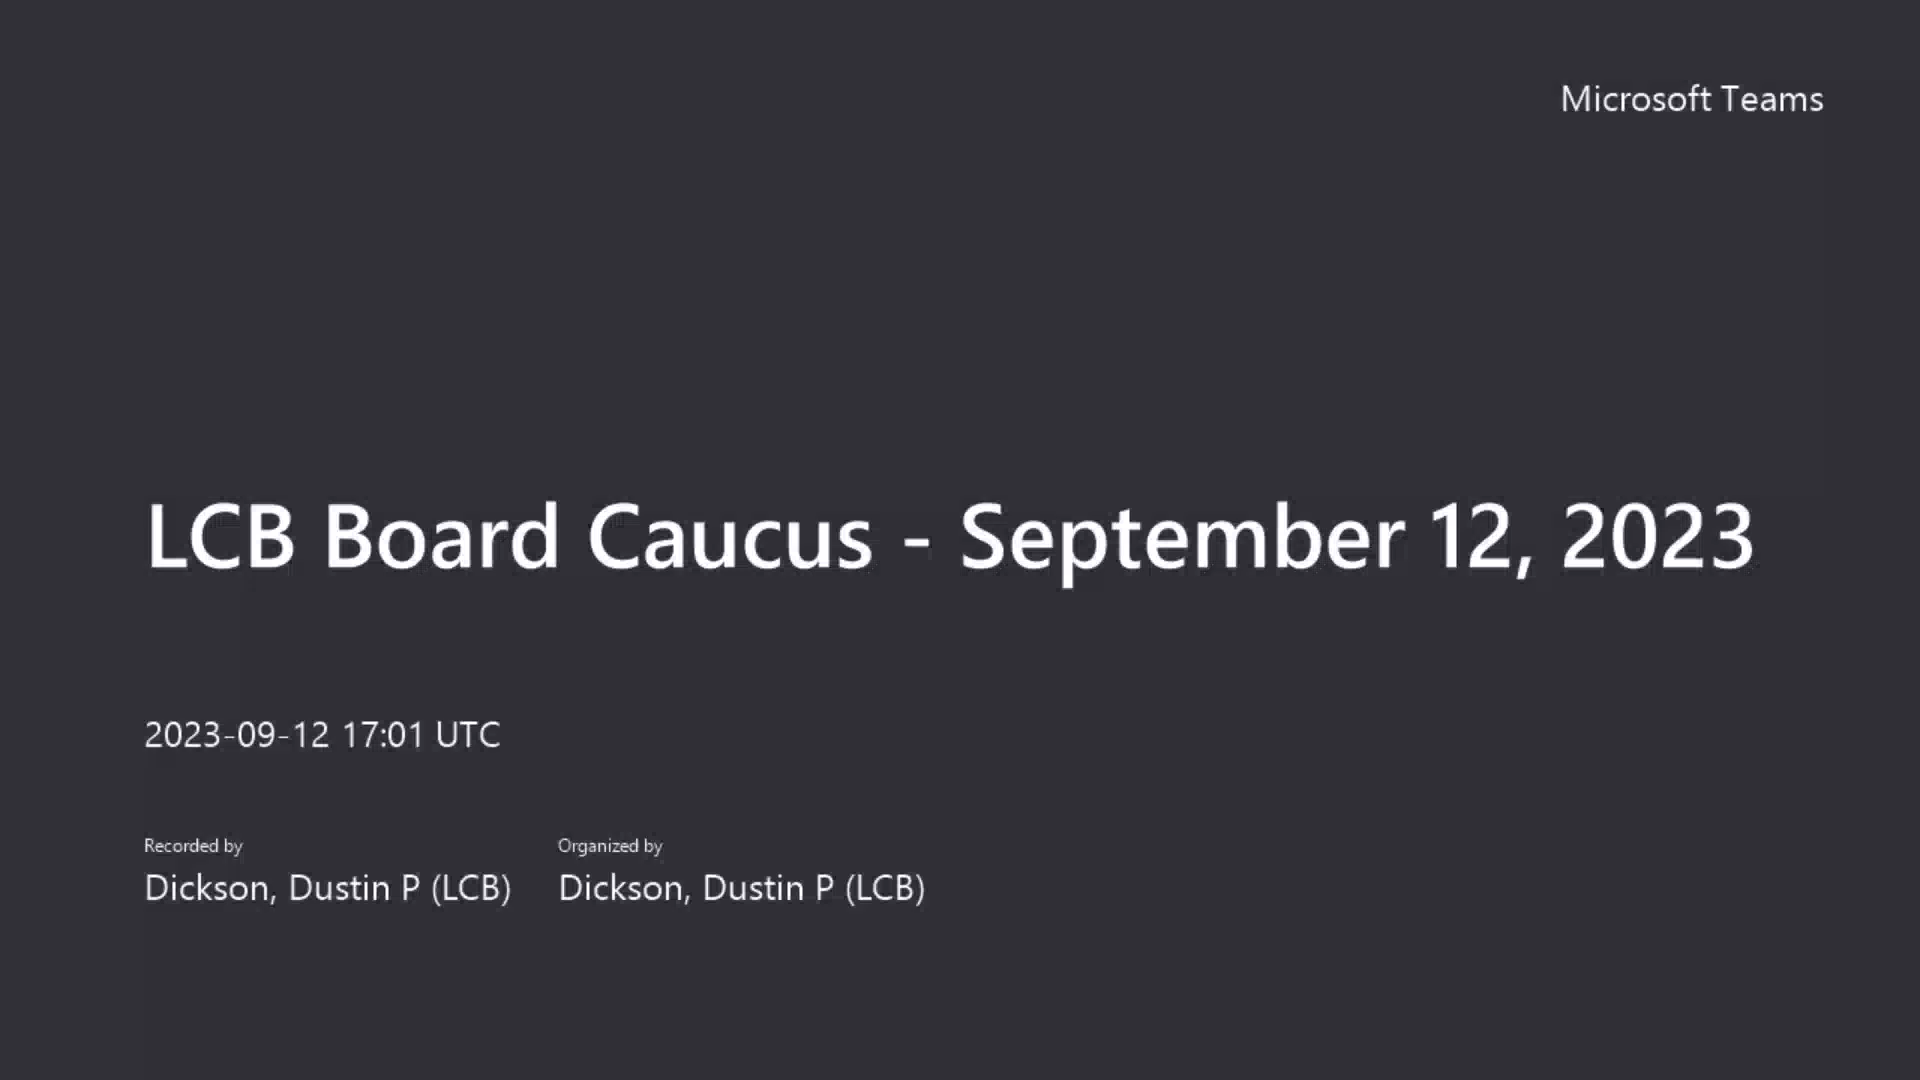 Microsoft Teams
LCB Board Caucus - September 12, 2023
2023-09-12 17:01 UTC
Recorded by
Dickson, Dustin P (LCB)
Organized by
Dickson, Dustin P (LCB)